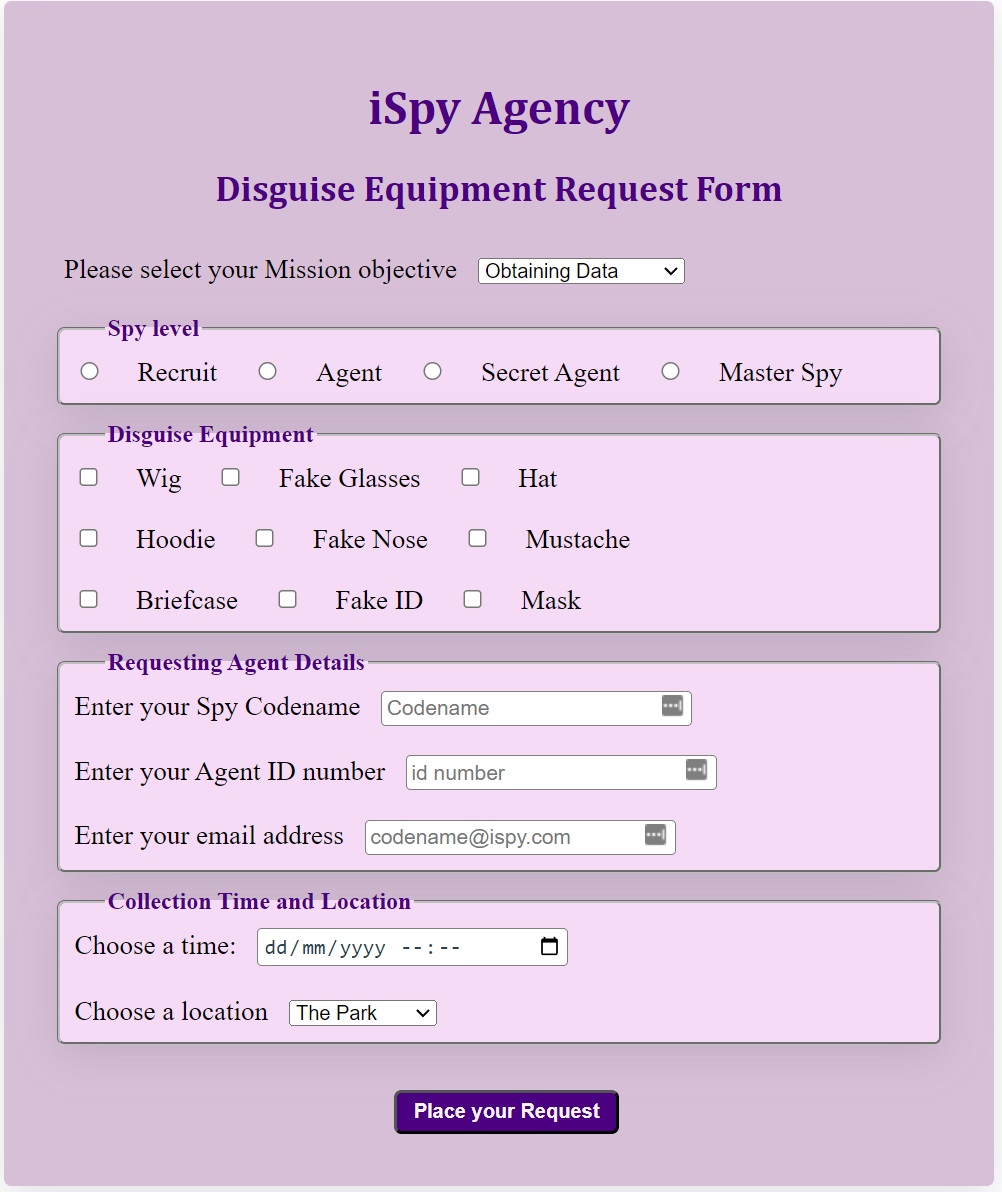 iSpy Agency
Disguise Equipment Request Form
Please select your Mission objective Obtaining Data
Spy level
Recruit Agent Secret Agent Master Spy
Disguise Equipment
Wig Fake Glasses Hat
Hoodie Fake Nose Mustache
Briefcase Fake ID Mask
Requesting Agent Details
Enter your Spy Codename Codename
Enter your Agent ID number id number
Enter your email address codename@ispy.com
Collection Time and Location
Choose a time: dd/mm/yyyy --:--
Choose a location The Park
Place your Request